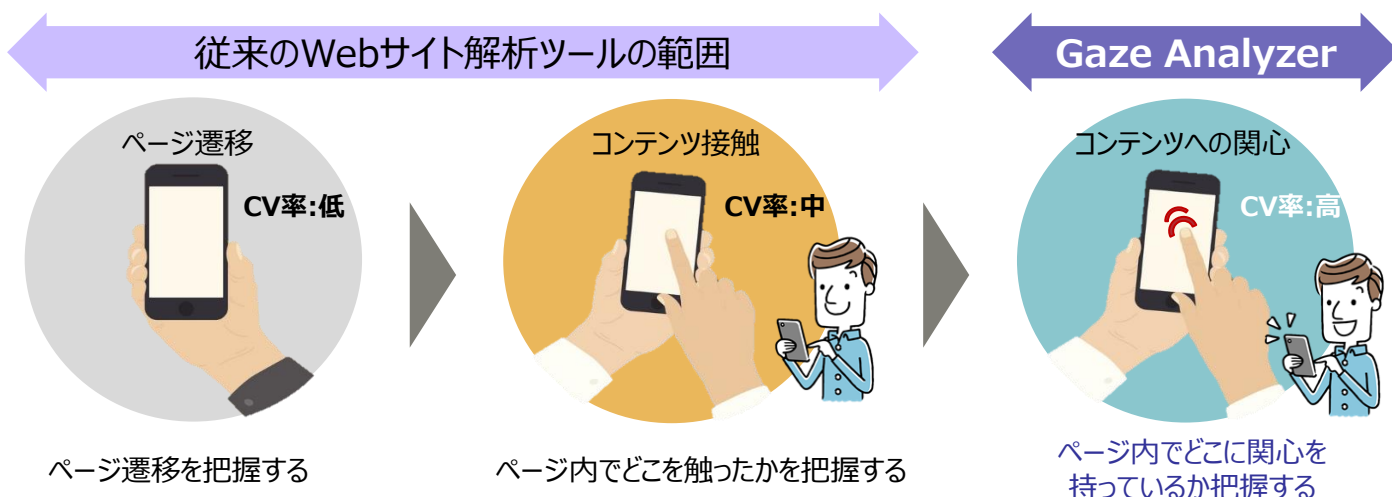 従来のWebサイト解析ツールの範囲
Gaze Analyzer
ページ遷移
CV率:低
コンテンツ接触
CV率:中
コンテンツへの関心
CV率:高
ページ遷移を把握する
ページ内でどこを触ったかを把握する
ページ内でどこに関心を
持っているか把握する